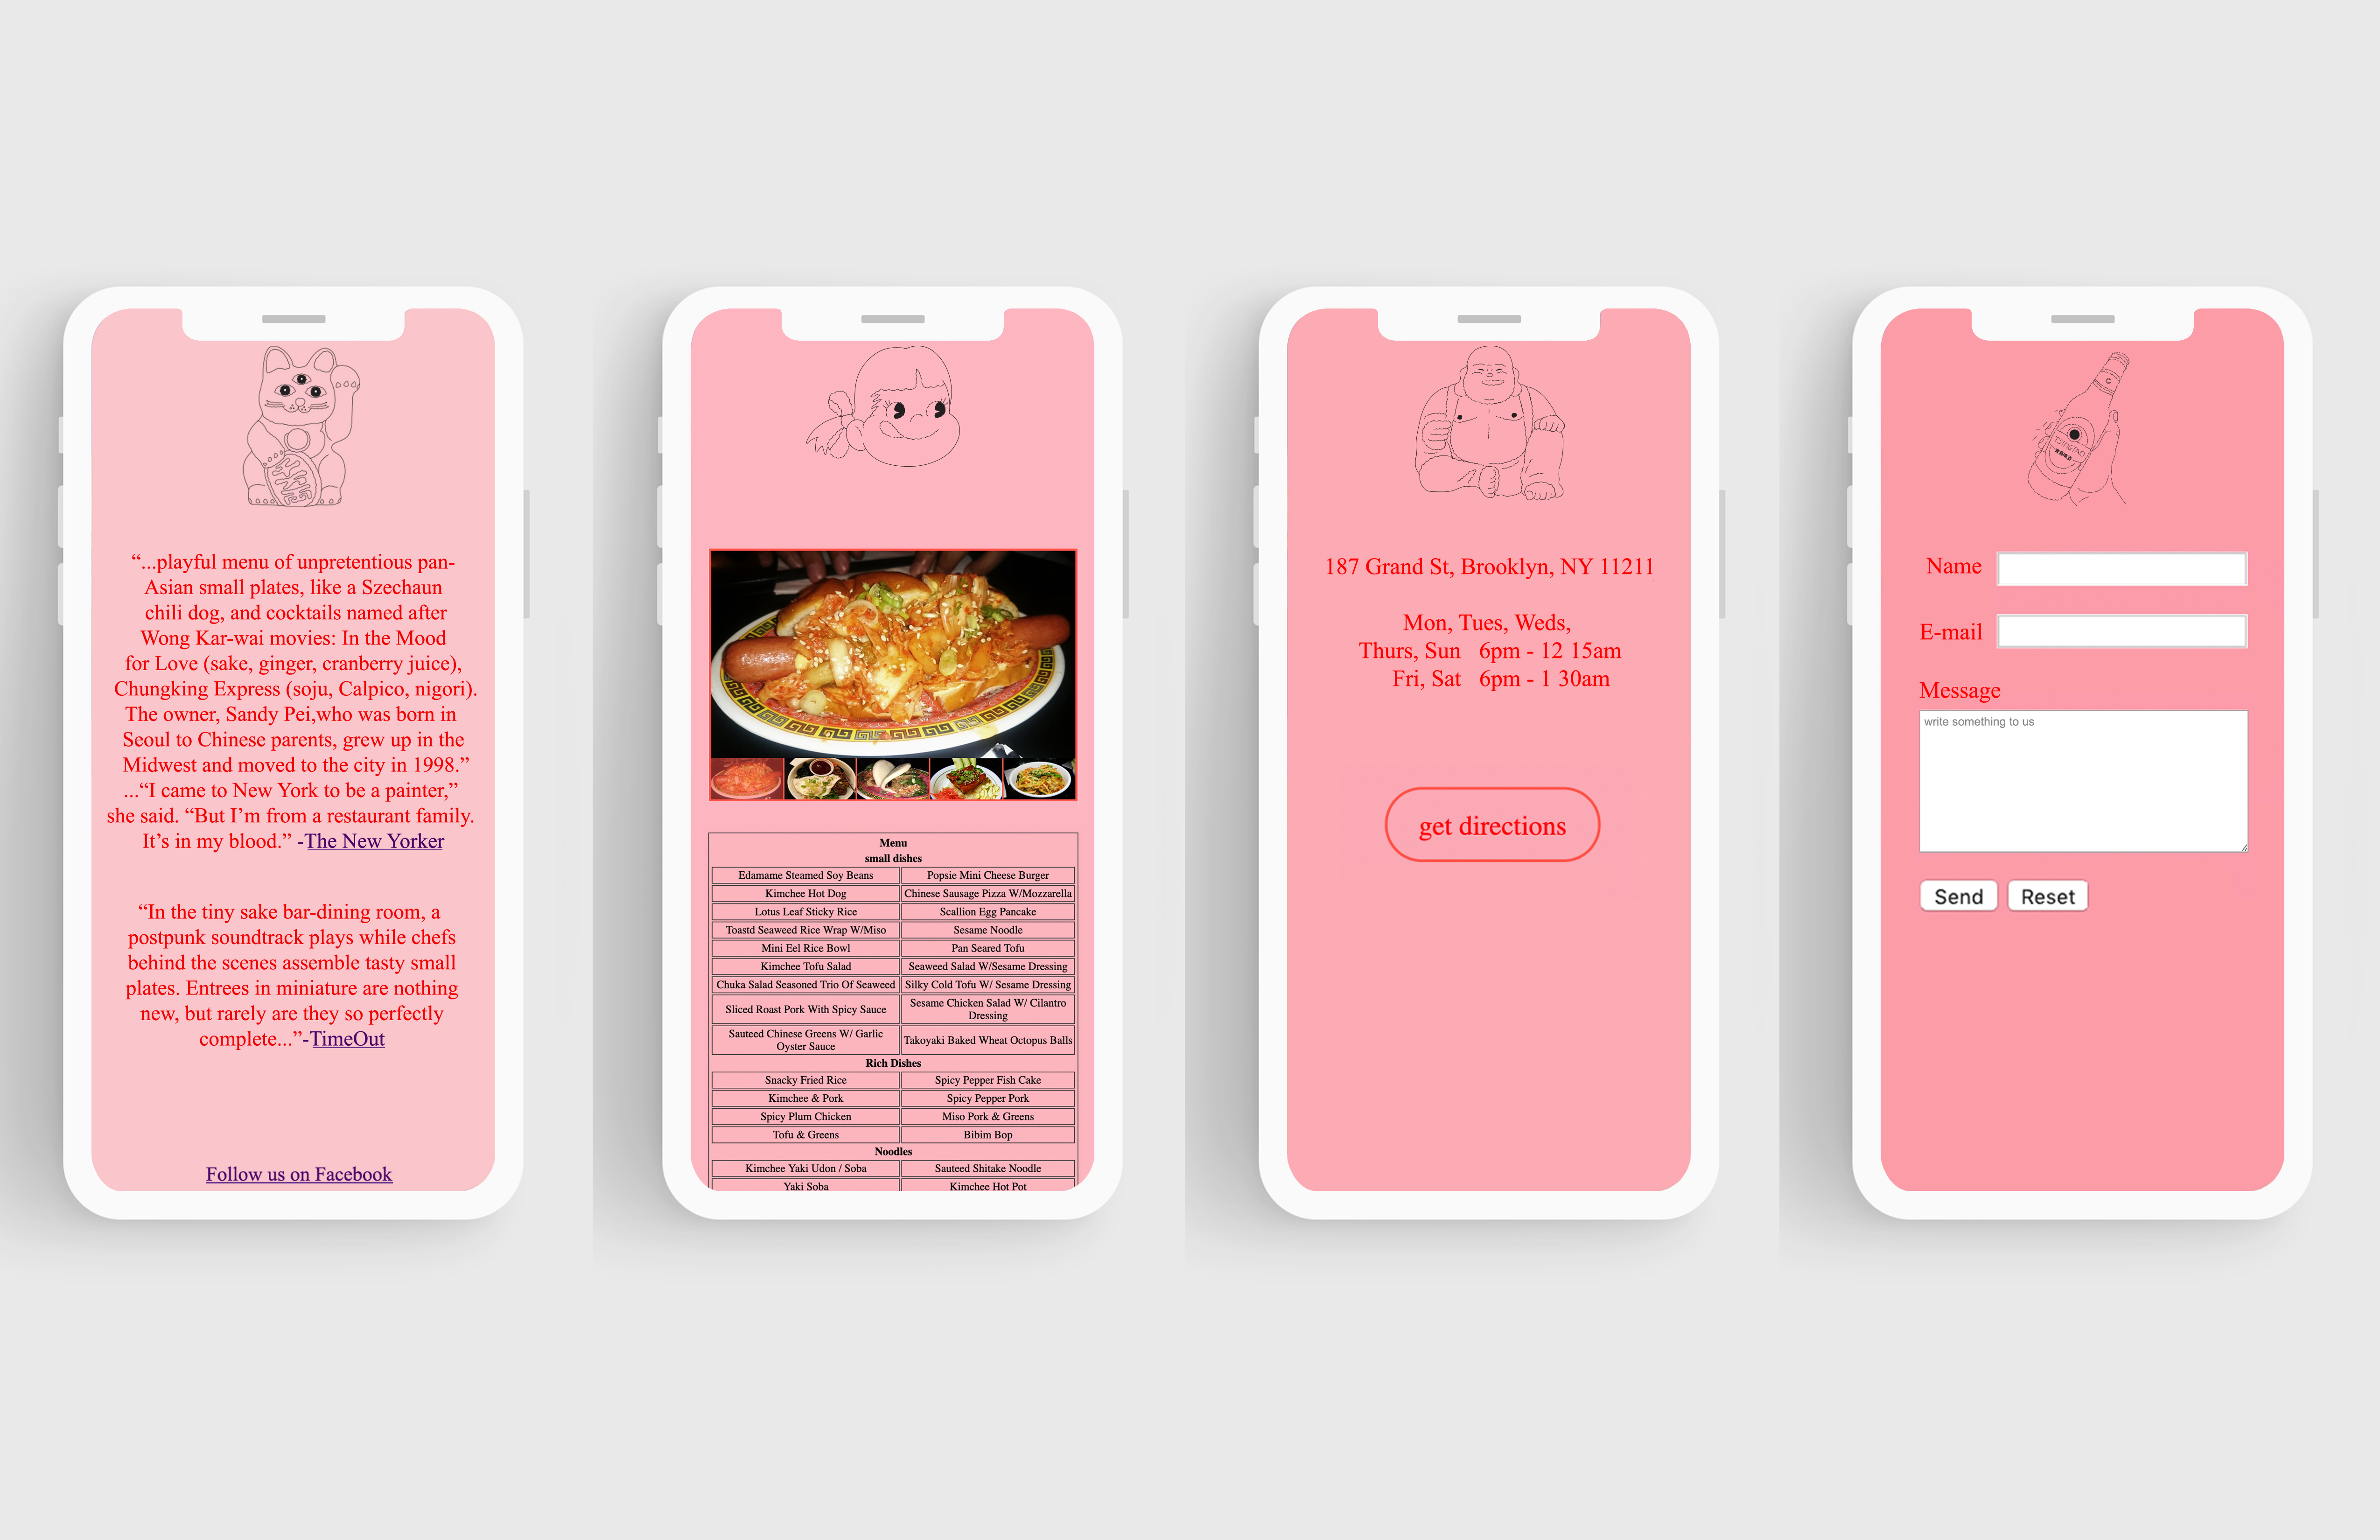 “...playful menu of unpretentious pan-
Asian small plates, like a Szechaun
chili dog, and cocktails named after
Wong Kar-wai movies: In the Mood
for Love (sake, ginger, cranberry juice),
Chungking Express (soju, Calpico, nigori).
The owner, Sandy Pei,who was born in
Seoul to Chinese parents, grew up in the
Midwest and moved to the city in 1998.”
...“I came to New York to be a painter,”
she said. “But I’m from a restaurant family.
It’s in my blood.” -The New Yorker
“In the tiny sake bar-dining room, a
postpunk soundtrack plays while chefs
behind the scenes assemble tasty small
plates. Entrees in miniature are nothing
new, but rarely are they so perfectly
complete...”-TimeOut
Follow us on Facebook
Menu
small dishes
Edamame Steamed Soy Beans Popsie Mini Cheese Burger
Kimchee Hot Dog Chinese Sausage Pizza W/Mozzarella
Lotus Leaf Sticky Rice Scallion Egg Pancake
Toastd Seaweed Rice Wrap W/Miso Sesame Noodle
Mini Eel Rice Bowl Pan Seared Tofu
Kimchee Tofu Salad Seaweed Salad W/Sesame Dressing
Chuka Salad Seasoned Trio Of Seaweed Silky Cold Tofu W/ Sesame Dressing
Sliced Roast Pork With Spicy Sauce Sesame Chicken Salad W/ Cilantro
Dressing
Sauteed Chinese Greens W/ Garlic
Oyster Sauce Takoyaki Baked Wheat Octopus Balls
Rich Dishes
Snacky Fried Rice Spicy Pepper Fish Cake
Kimchee & Pork Spicy Pepper Pork
Spicy Plum Chicken Miso Pork & Greens
Tofu & Greens Bibim Bop
Noodles
Kimchee Yaki Udon / Soba Sauteed Shitake Noodle
Yaki Soba Kimchee Hot Pot
187 Grand St, Brooklyn, NY 11211
Mon, Tues, Weds,
Thurs, Sun 6pm - 12 15am
Fri, Sat 6pm - 1 30am
get directions
TSINGTAO
Name
E-mail
Message
write something to us
Send Reset